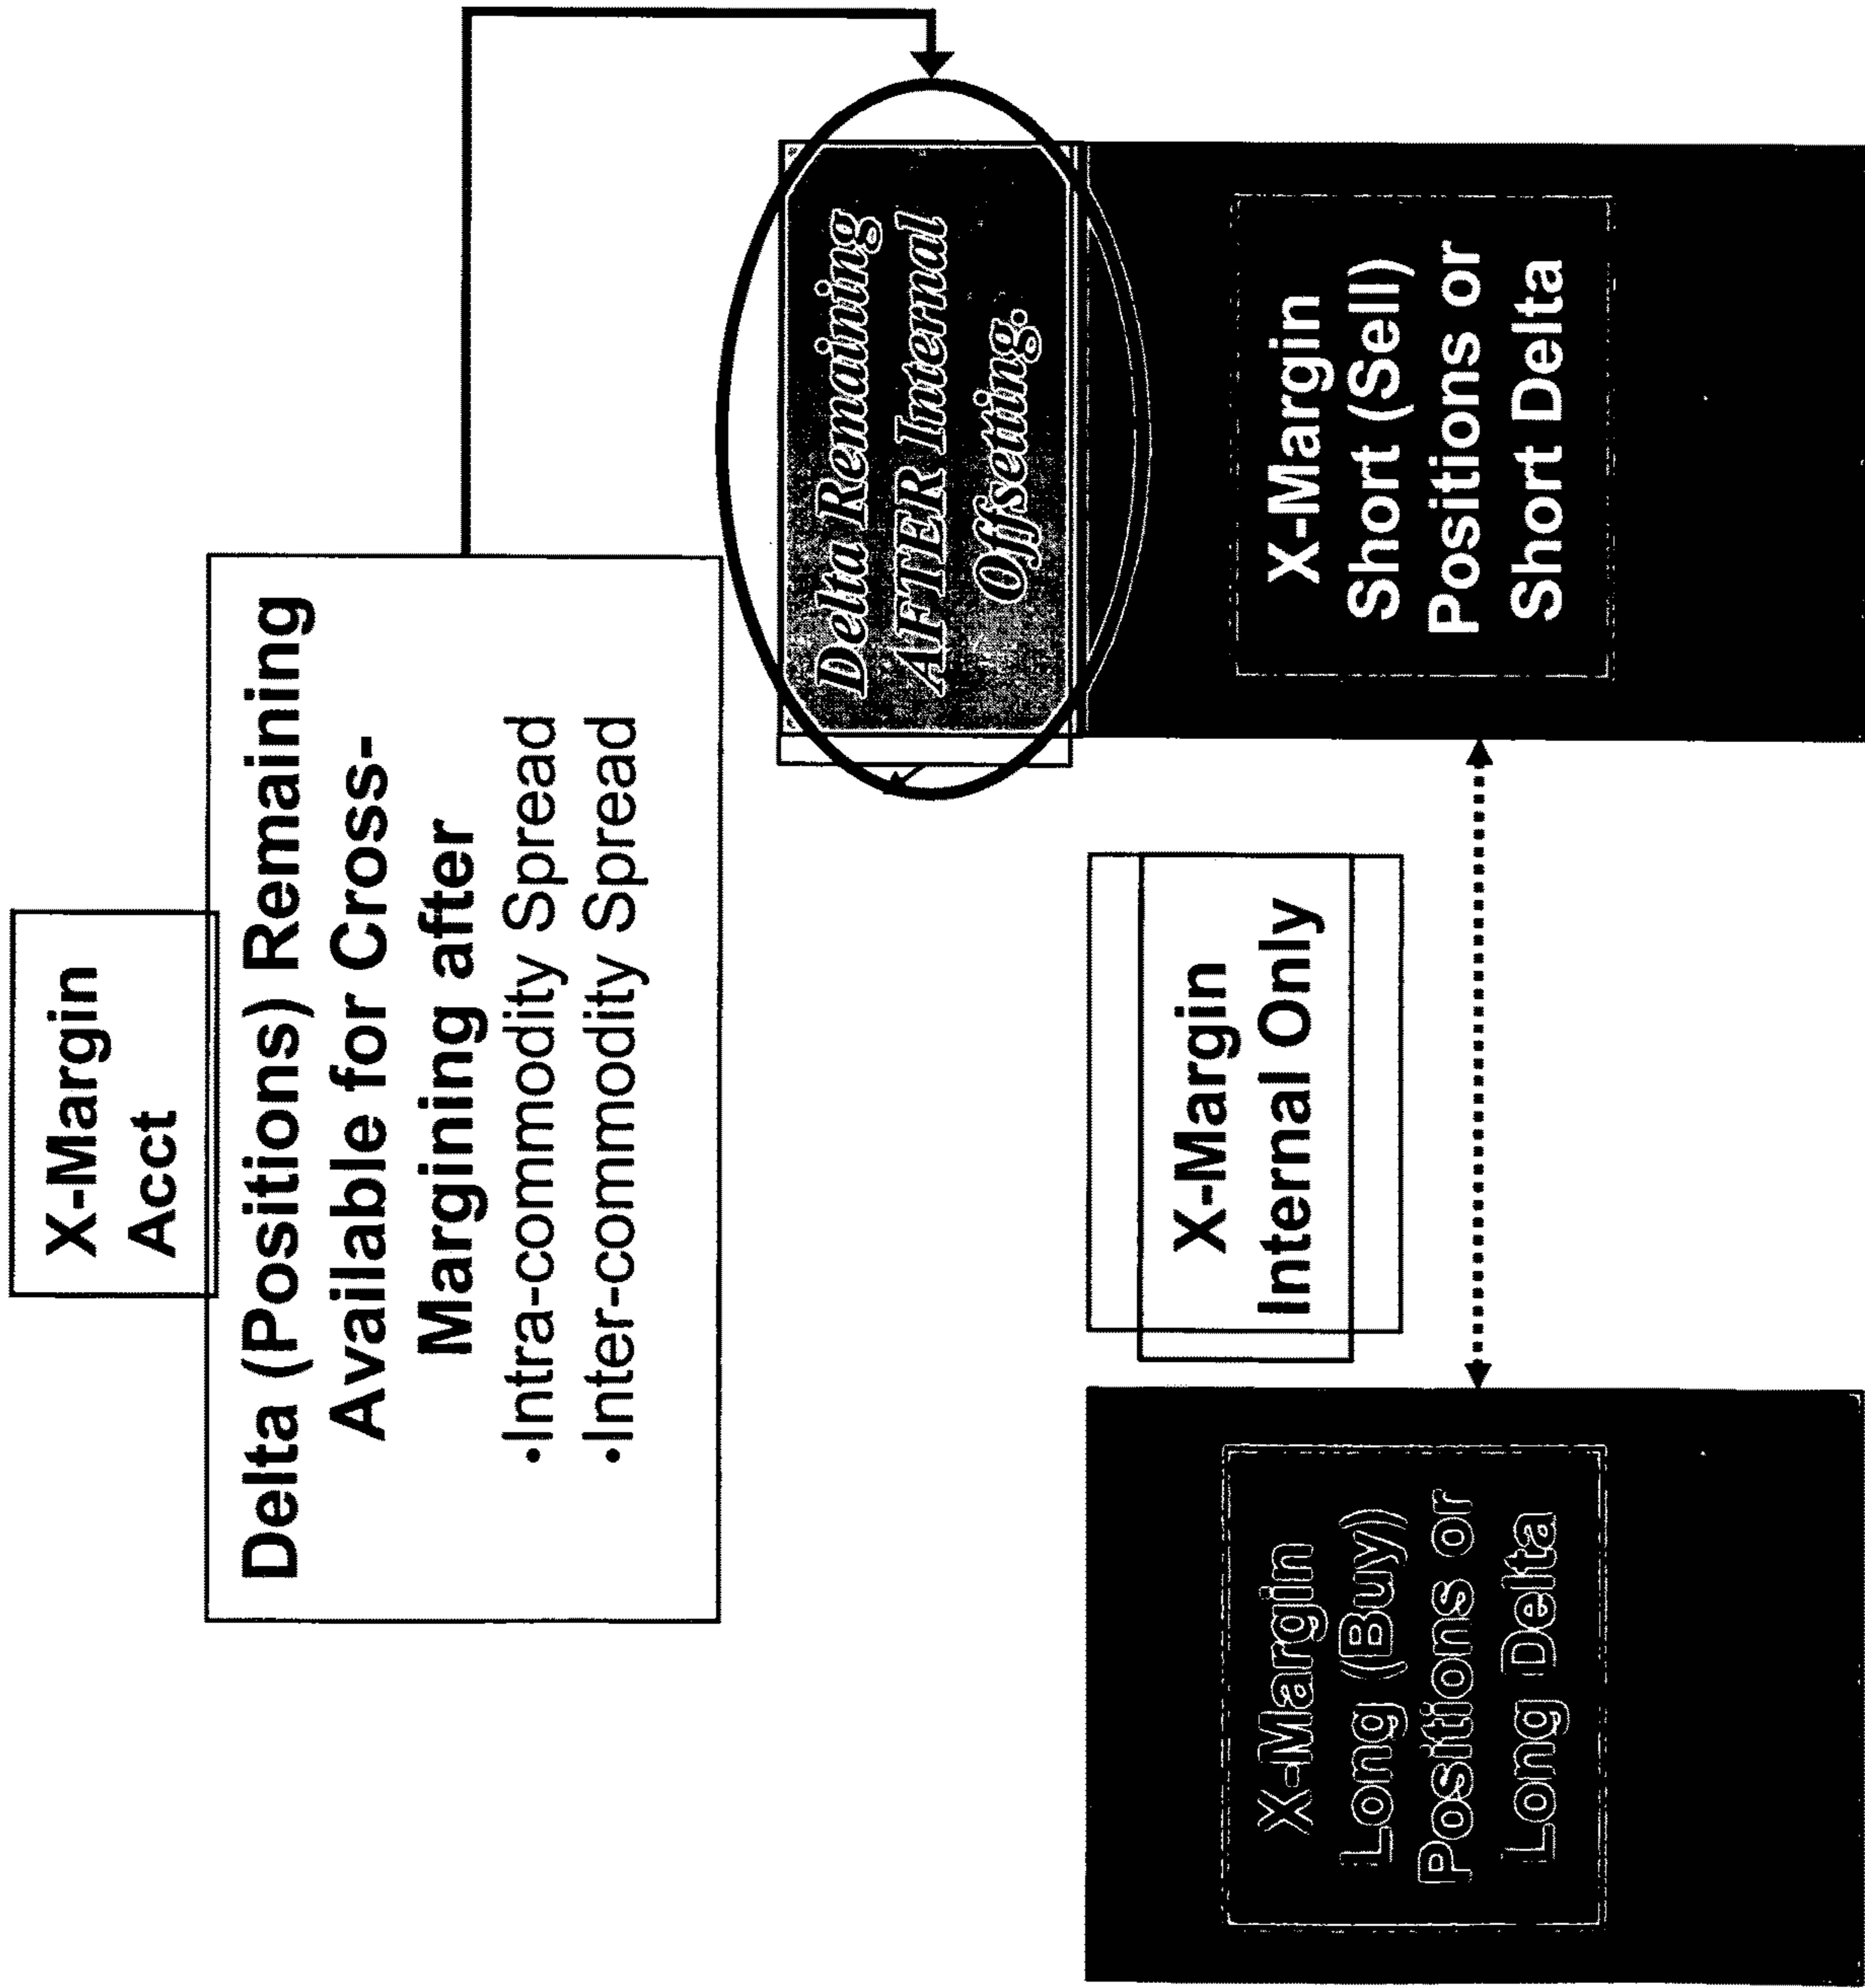 X-Margin
Acct
Delta (Positions) Remaining
Available for Cross-
Margining after
•Intra-commodity Spread
•Inter-commodity Spread
Delta Remaining
AFTER Internal
Offsetting.
X-Margin
Internal Only
X-Margin
Long (Buy)
Positions or
Long Delta
X-Margin
Short (Sell)
Positions or
Short Delta